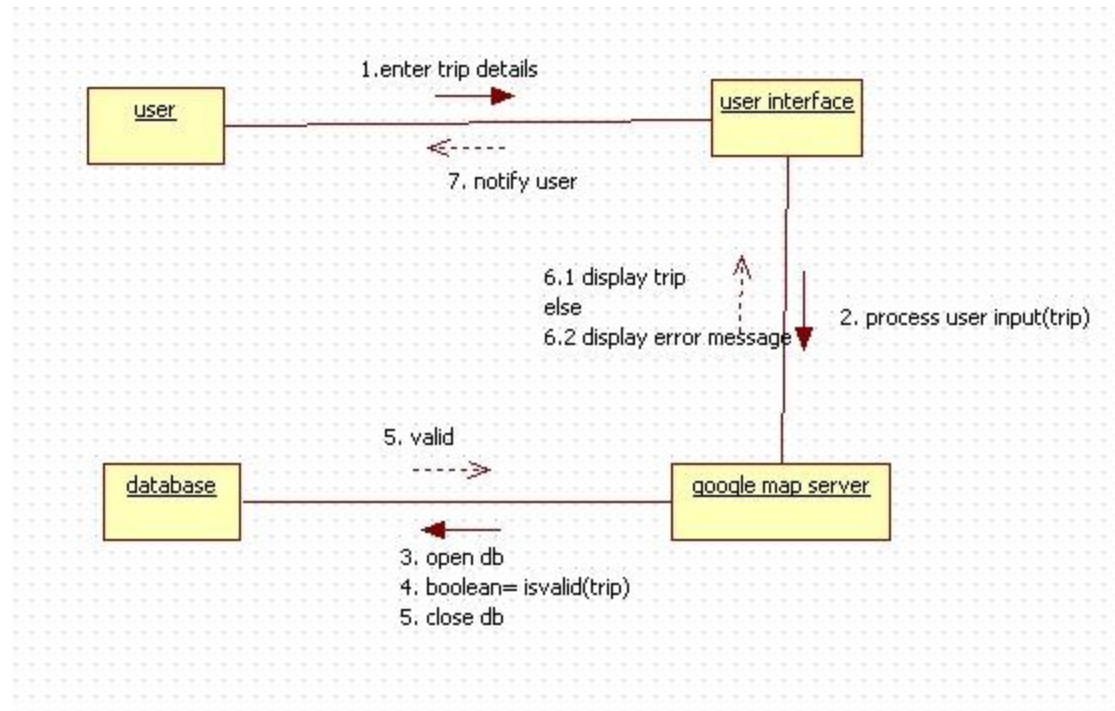 1.enter trip details
user
user interface
7. notify user
6.1 display trip
else
6.2 display error message
2. process user input(trip)
5. valid
database
google map server
3. open db
4. boolean= isvalid(trip)
5. close db